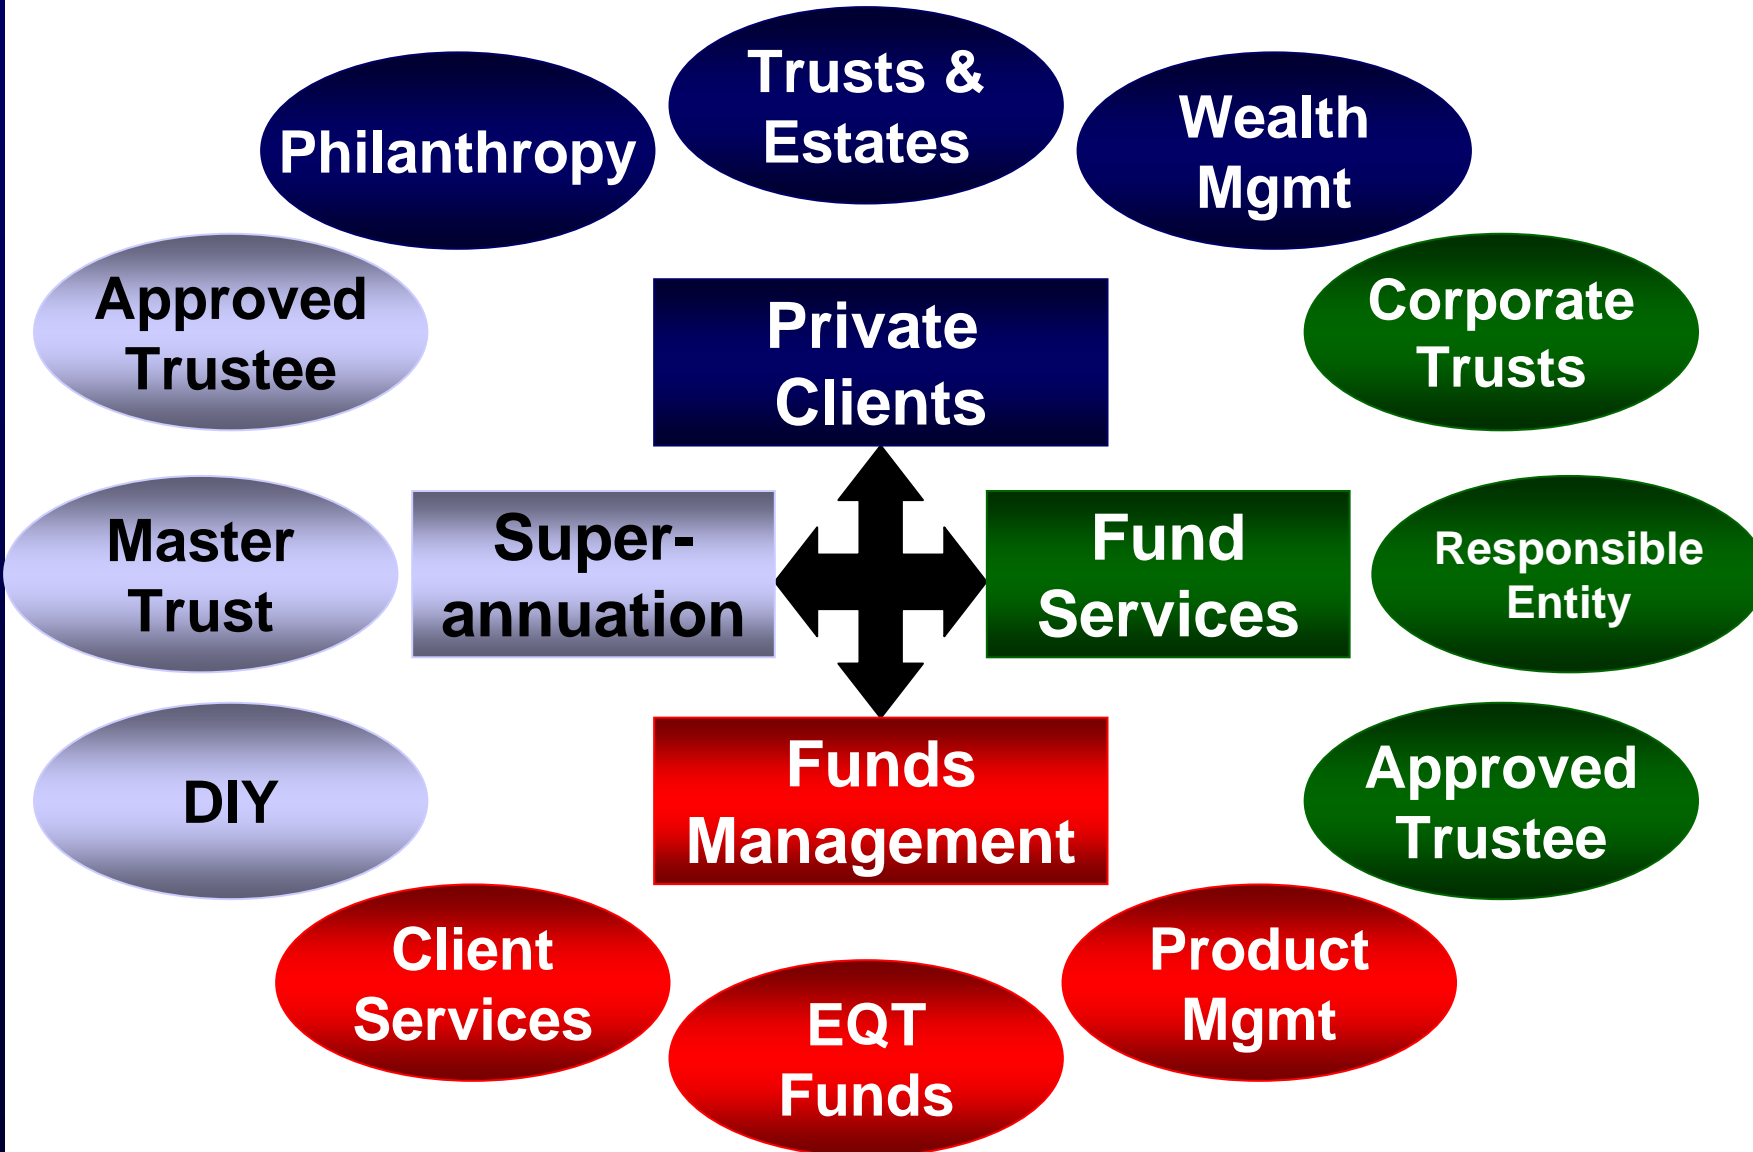 Trusts &
Estates
Philanthropy
Wealth
Mgmt
Approved
Trustee
Private
Clients
Corporate
Trusts
Master
Trust
Super-
annuation
Fund
Services
Responsible
Entity
DIY
Funds
Management
Approved
Trustee
Client
Services
EQT
Funds
Product
Mgmt